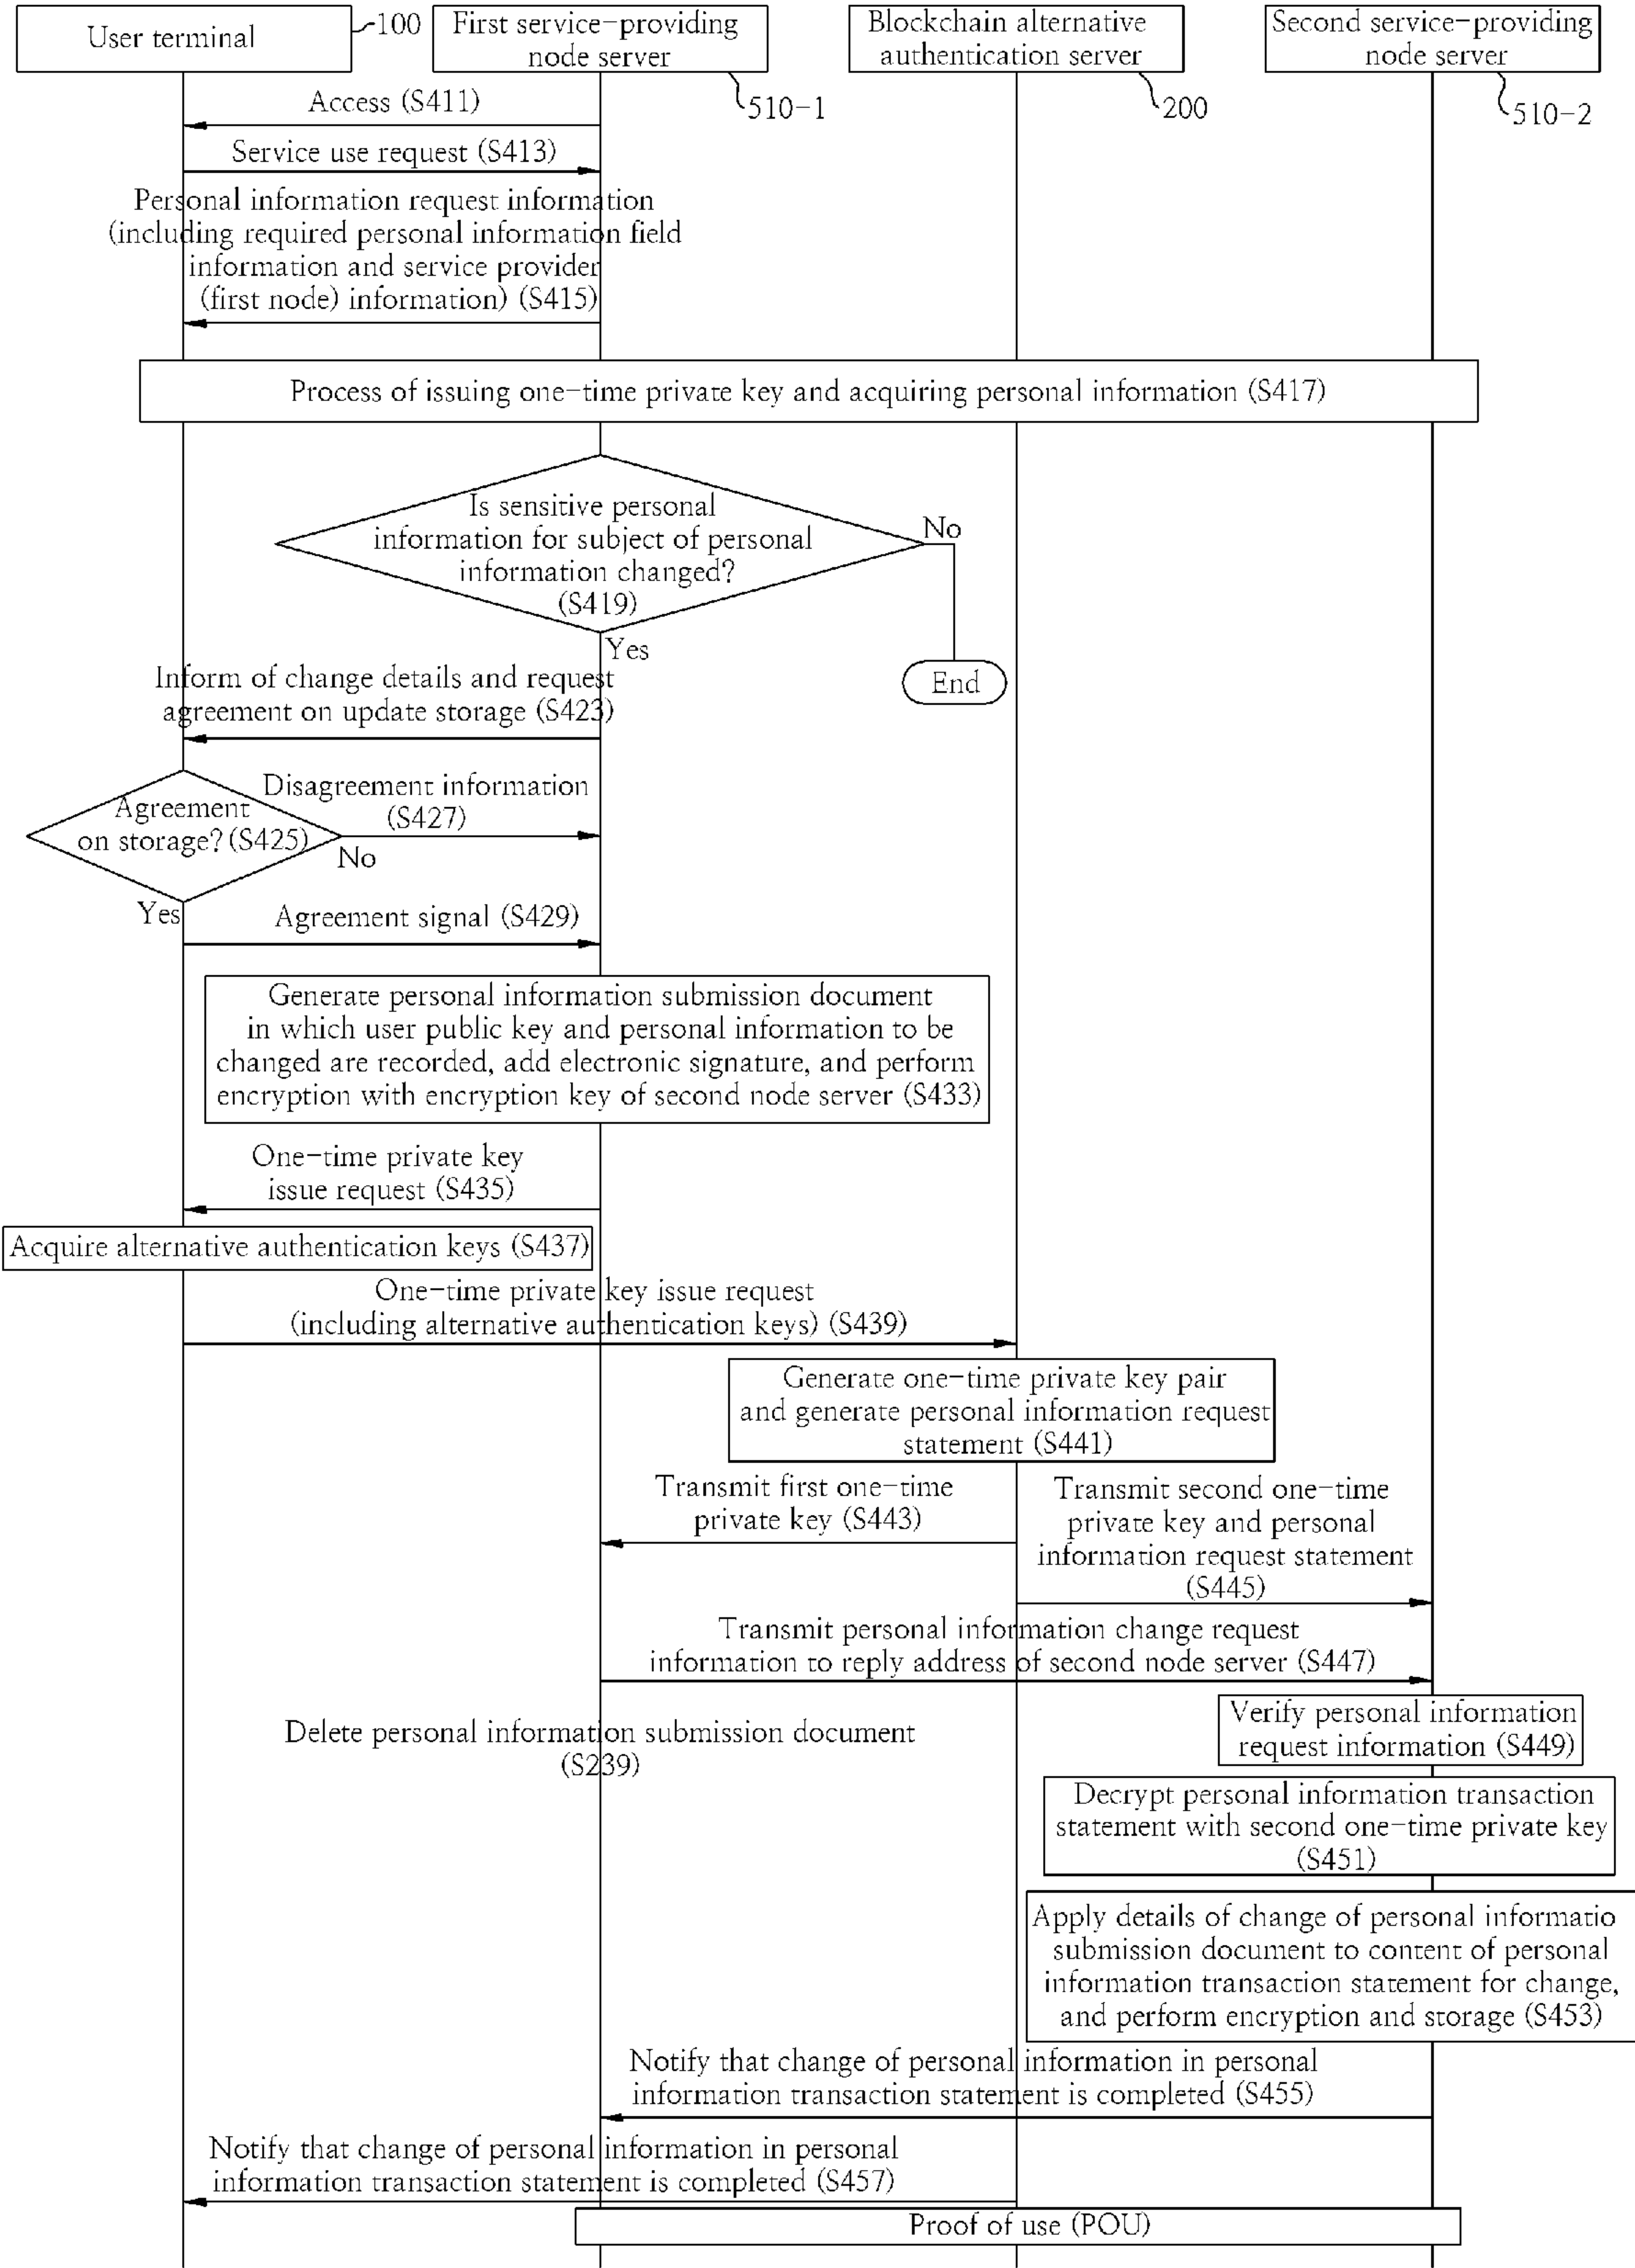 User terminal
100
First service-providing
node server
510-1
Blockchain alternative
authentication server
200
Second service-providing
node server
510-2
Access (S411)
Service use request (S413)
Personal information request information
(including required personal information field
information and service provider
(first node) information) (S415)
Process of issuing one-time private key and acquiring personal information (S417)
Is sensitive personal
information for subject of personal
information changed?
(S419)
No
Yes
End
Inform of change details and request
agreement on update storage (S423)
Agreement
on storage? (S425)
Disagreement information
(S427)
No
Yes
Agreement signal (S429)
Generate personal information submission document
in which user public key and personal information to be
changed are recorded, add electronic signature, and perform
encryption with encryption key of second node server (S433)
One-time private key
issue request (S435)
Acquire alternative authentication keys (S437)
One-time private key issue request
(including alternative authentication keys) (S439)
Generate one-time private key pair
and generate personal information request
statement (S441)
Transmit first one-time
private key (S443)
Transmit second one-time
private key and personal
information request statement
(S445)
Transmit personal information change request
information to reply address of second node server (S447)
Delete personal information submission document
(S239)
Verify personal information
request information (S449)
Decrypt personal information transaction
statement with second one-time private key
(S451)
Apply details of change of personal informatio
submission document to content of personal
information transaction statement for change,
and perform encryption and storage (S453)
Notify that change of personal information in personal
information transaction statement is completed (S455)
Notify that change of personal information in personal
information transaction statement is completed (S457)
Proof of use (POU)